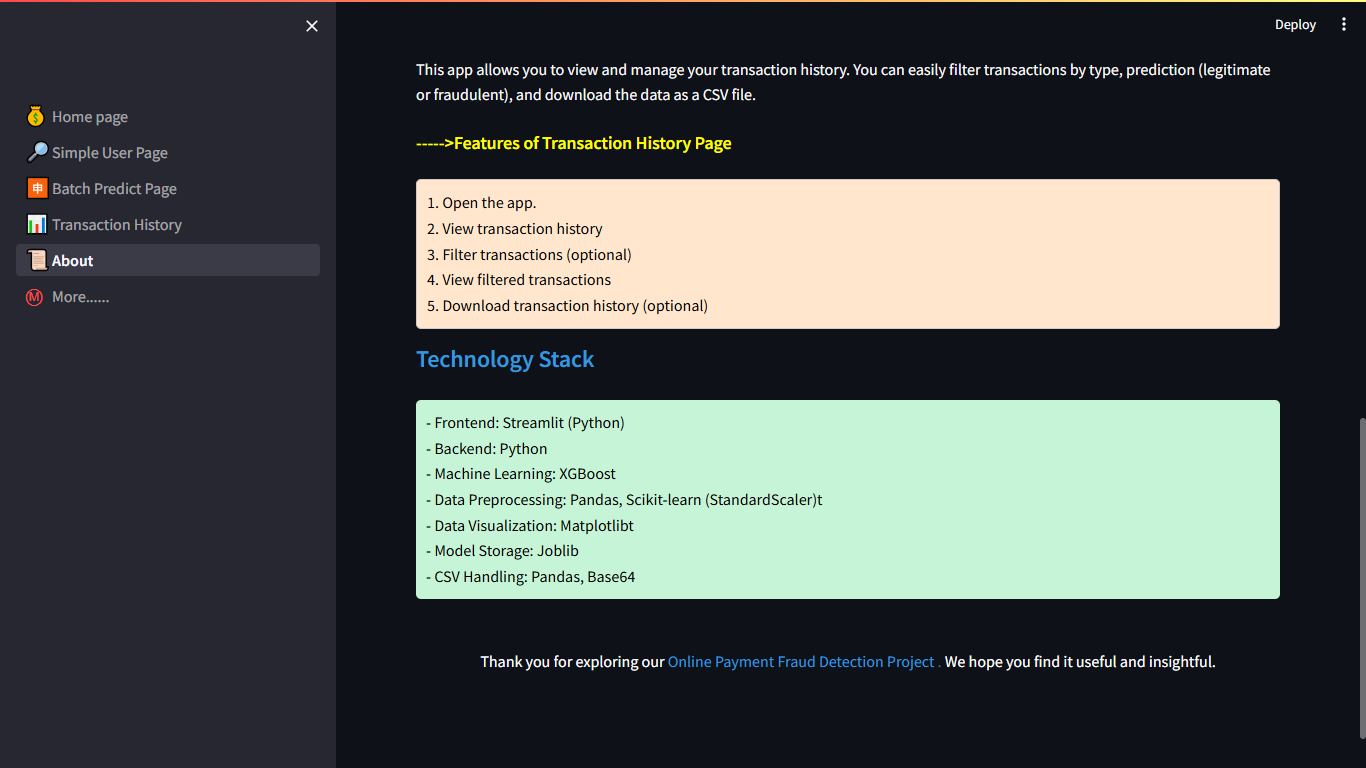 Deploy
Home page
Simple User Page
申 Batch Predict Page
Transaction History
About
Ⓜ More......
This app allows you to view and manage your transaction history. You can easily filter transactions by type, prediction (legitimate
or fraudulent), and download the data as a CSV file.
----->Features of Transaction History Page
1. Open the app.
2. View transaction history
3. Filter transactions (optional)
4. View filtered transactions
5. Download transaction history (optional)
Technology Stack
- Frontend: Streamlit (Python)
- Backend: Python
- Machine Learning: XGBoost
- Data Preprocessing: Pandas, Scikit-learn (StandardScaler)t
- Data Visualization: Matplotlibt
- Model Storage: Joblib
- CSV Handling: Pandas, Base64
Thank you for exploring our Online Payment Fraud Detection Project . We hope you find it useful and insightful.